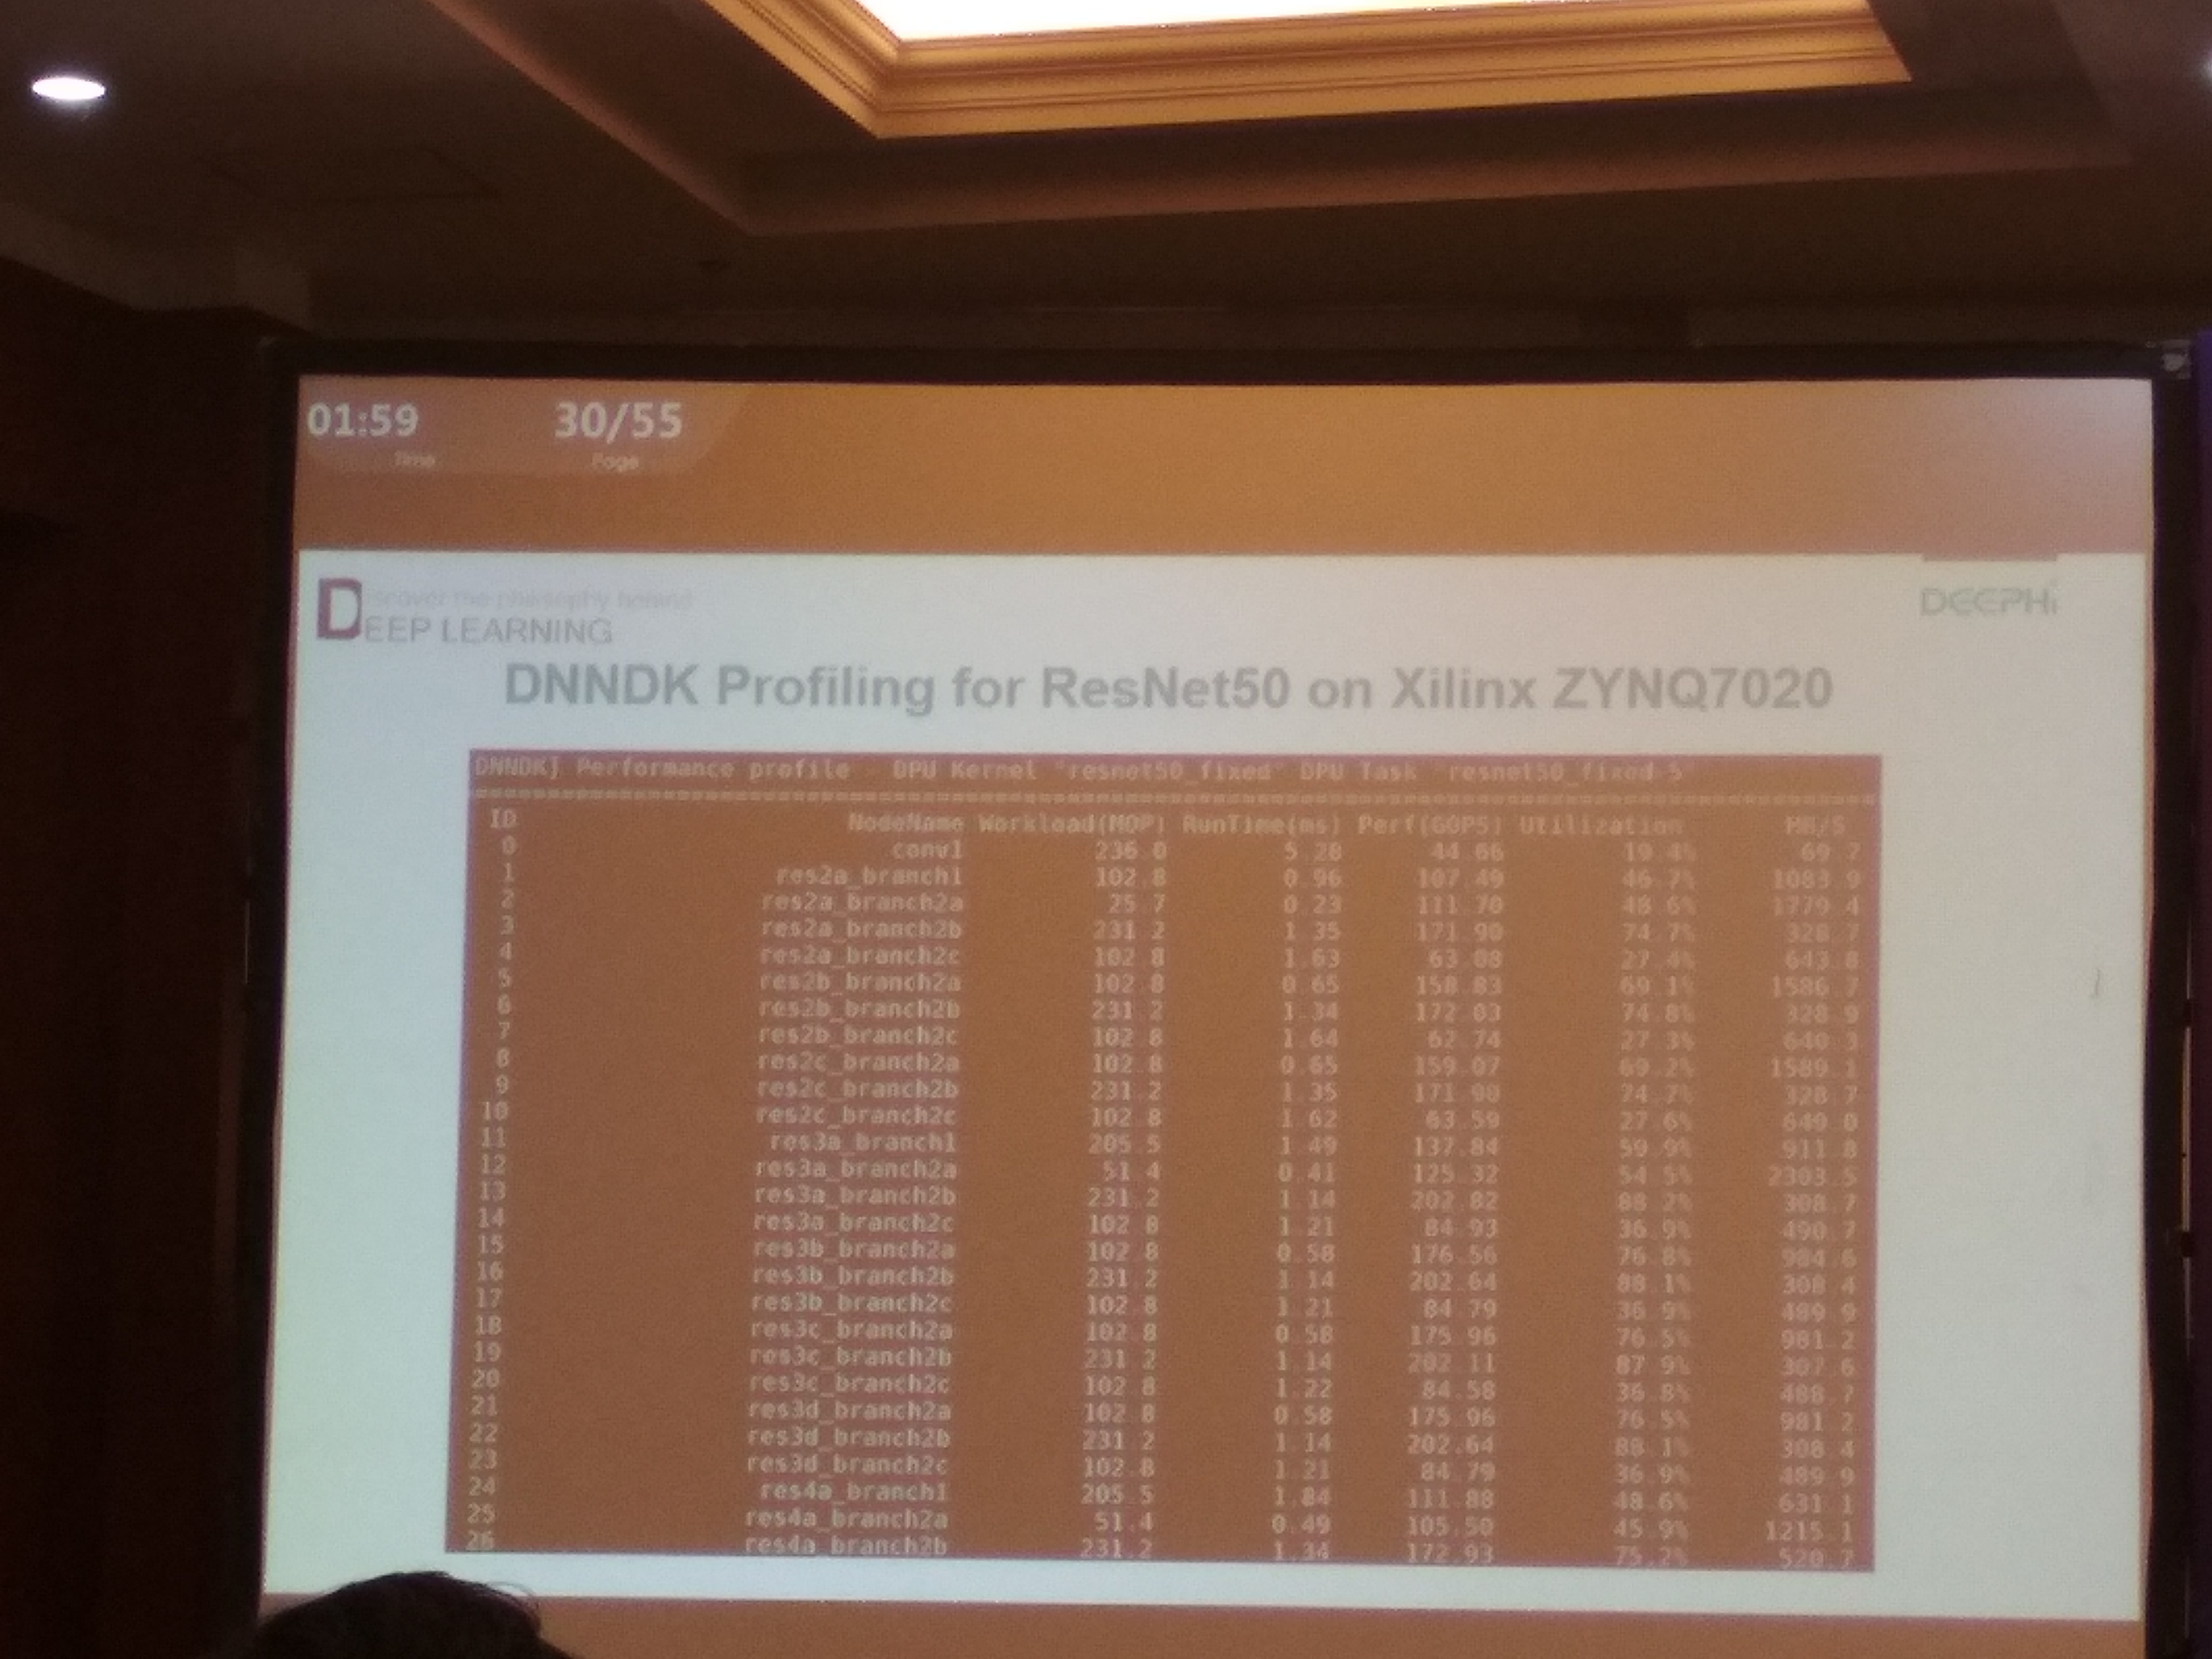 01:59 30/55
Time Page
Discover the philosophy behind
DEEP LEARNING
DEEPHi
DNNDK Profiling for ResNet50 on Xilinx ZYNQ7020
DNNDK] Performance profile - DPU Kernel "resnet50_fixed" DPU Task "resnet50_fixed-5"
ID NodeName Workload(MOP) RunTime(ms) Perf(GOPS) Utilization MB/S
0 conv1 236.0 5.28 44.66 19.4% 69.7
1 res2a_branch1 102.8 0.96 107.49 46.7% 1083.9
2 res2a_branch2a 25.7 0.23 111.70 48.6% 1779.4
3 res2a_branch2b 231.2 1.35 171.90 74.7% 328.7
4 res2a_branch2c 102.8 1.63 63.08 27.4% 643.8
5 res2b_branch2a 102.8 0.65 158.83 69.1% 1586.7
6 res2b_branch2b 231.2 1.34 172.03 74.8% 328.9
7 res2b_branch2c 102.8 1.64 62.74 27.3% 640.3
8 res2c_branch2a 102.8 0.65 159.07 69.2% 1589.1
9 res2c_branch2b 231.2 1.35 171.90 74.7% 328.7
10 res2c_branch2c 102.8 1.62 63.59 27.6% 649.0
11 res3a_branch1 205.5 1.49 137.84 59.9% 911.8
12 res3a_branch2a 51.4 0.41 125.32 54.5% 2303.5
13 res3a_branch2b 231.2 1.14 202.82 88.2% 308.7
14 res3a_branch2c 102.8 1.21 84.93 36.9% 490.7
15 res3b_branch2a 102.8 0.58 176.56 76.8% 984.6
16 res3b_branch2b 231.2 1.14 202.64 88.1% 308.4
17 res3b_branch2c 102.8 1.21 84.79 36.9% 489.9
18 res3c_branch2a 102.8 0.58 175.96 76.5% 981.2
19 res3c_branch2b 231.2 1.14 202.11 87.9% 307.6
20 res3c_branch2c 102.8 1.22 84.58 36.8% 488.7
21 res3d_branch2a 102.8 0.58 175.96 76.5% 981.2
22 res3d_branch2b 231.2 1.14 202.64 88.1% 308.4
23 res3d_branch2c 102.8 1.21 84.79 36.9% 489.9
24 res4a_branch1 205.5 1.84 111.88 48.6% 631.1
25 res4a_branch2a 51.4 0.49 105.50 45.9% 1215.1
26 res4a_branch2b 231.2 1.34 172.93 75.2% 520.7